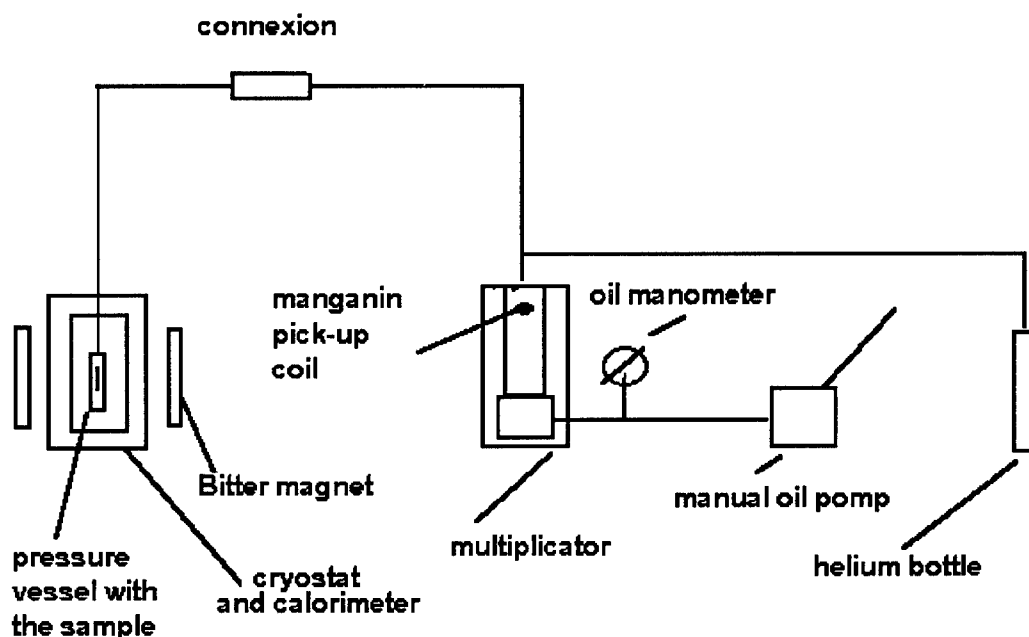 connexion
manganin
pick-up
coil
oil manometer
Bitter magnet
manual oil pomp
multiplicator
helium bottle
pressure
vessel with
the sample
cryostat
and calorimeter